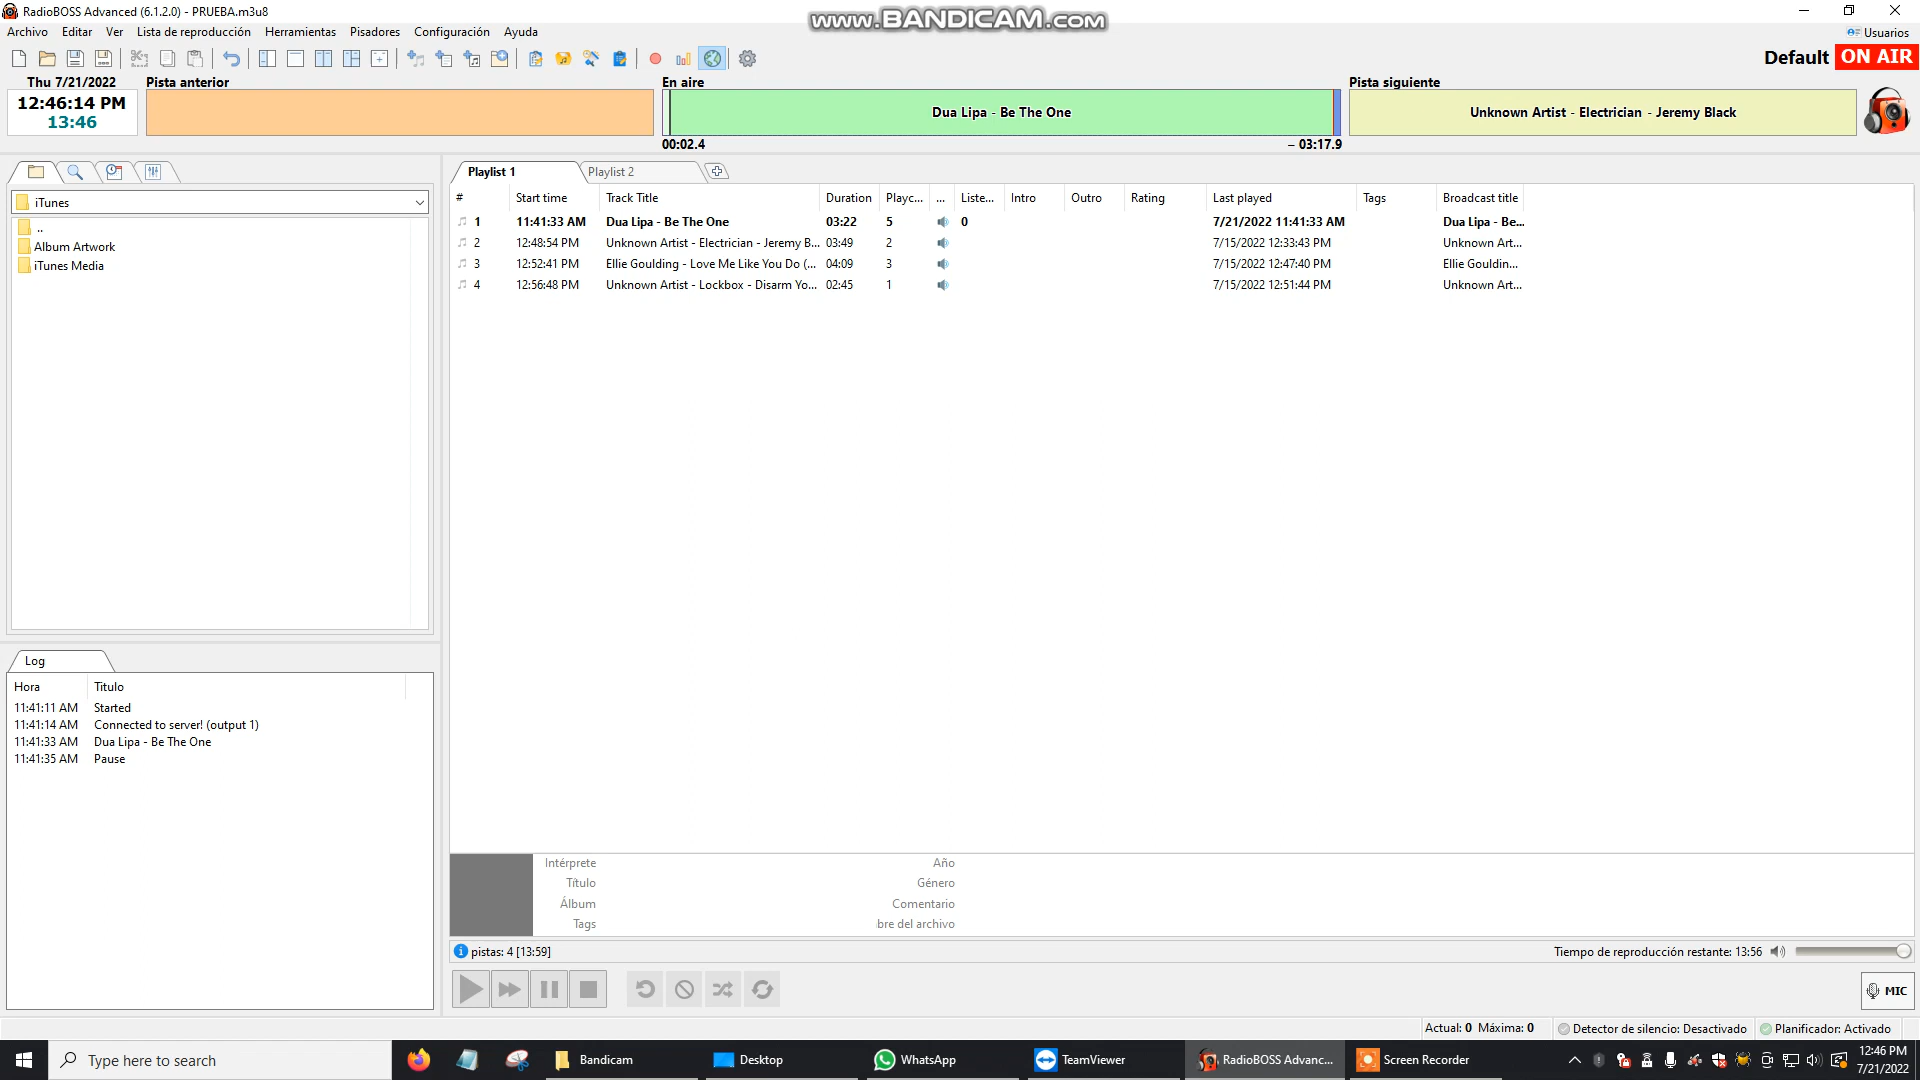 RadioBOSS Advanced (6.1.2.0) - PRUEBA.m3u8
www.BANDICAM.com
Archivo Editar Ver Lista de reproducción Herramientas Pisadores Configuración Ayuda
Usuarios
Default ON AIR
Thu 7/21/2022
12:46:14 PM
13:46
Pista anterior
En aire
Dua Lipa - Be The One
00:02.4
– 03:17.9
Pista siguiente
Unknown Artist - Electrician - Jeremy Black
iTunes
..
Album Artwork
iTunes Media
Playlist 1 Playlist 2
# Start time Track Title Duration Playc... ... Liste... Intro Outro Rating Last played Tags Broadcast title
1 11:41:33 AM Dua Lipa - Be The One 03:22 5 0 7/21/2022 11:41:33 AM Dua Lipa - Be...
2 12:48:54 PM Unknown Artist - Electrician - Jeremy B... 03:49 2 7/15/2022 12:33:43 PM Unknown Art...
3 12:52:41 PM Ellie Goulding - Love Me Like You Do (... 04:09 3 7/15/2022 12:47:40 PM Ellie Gouldin...
4 12:56:48 PM Unknown Artist - Lockbox - Disarm Yo... 02:45 1 7/15/2022 12:51:44 PM Unknown Art...
Log
Hora Titulo
11:41:11 AM Started
11:41:14 AM Connected to server! (output 1)
11:41:33 AM Dua Lipa - Be The One
11:41:35 AM Pause
Intérprete Año
Título Género
Álbum Comentario
Tags bre del archivo
pistas: 4 [13:59]
Tiempo de reproducción restante: 13:56
MIC
Actual: 0 Máxima: 0 Detector de silencio: Desactivado Planificador: Activado
Type here to search
Bandicam Desktop WhatsApp TeamViewer RadioBOSS Advanc... Screen Recorder
12:46 PM
7/21/2022